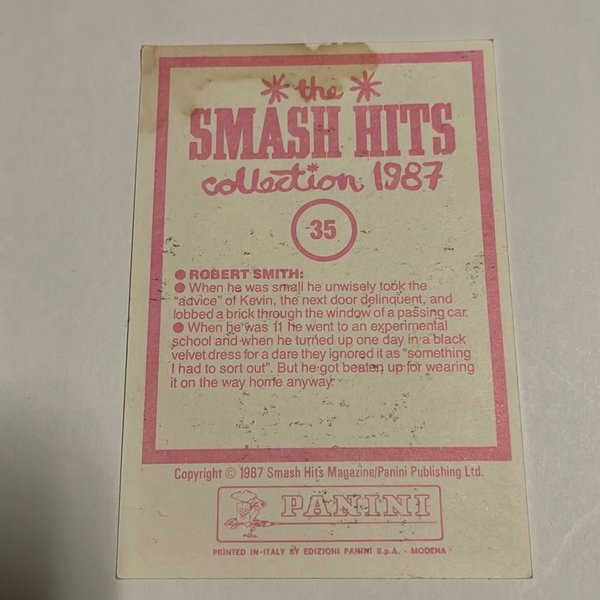 * the *
SMASH HITS
collection 1987
35
● ROBERT SMITH:
● When he was small he unwisely took the
"advice" of Kevin, the next door delinquent, and
lobbed a brick through the window of a passing car.
● When he was 11 he went to an experimental
school and when he turned up one day in a black
velvet dress for a dare they ignored it as "something
I had to sort out". But he got beaten up for wearing
it on the way home anyway.
Copyright © 1987 Smash Hits Magazine/Panini Publishing Ltd.
PANINI
PRINTED IN-ITALY BY EDIZIONI PANINI S.p.A. - MODENA